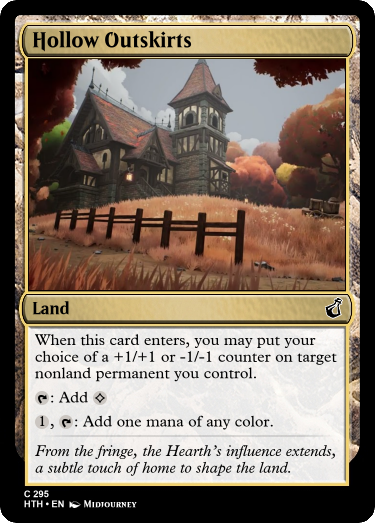 Hollow Outskirts
Land
When this card enters, you may put your
choice of a +1/+1 or -1/-1 counter on target
nonland permanent you control.
: Add
1, : Add one mana of any color.
From the fringe, the Hearth's influence extends,
a subtle touch of home to shape the land.
C 295
HTH • EN Midjourney